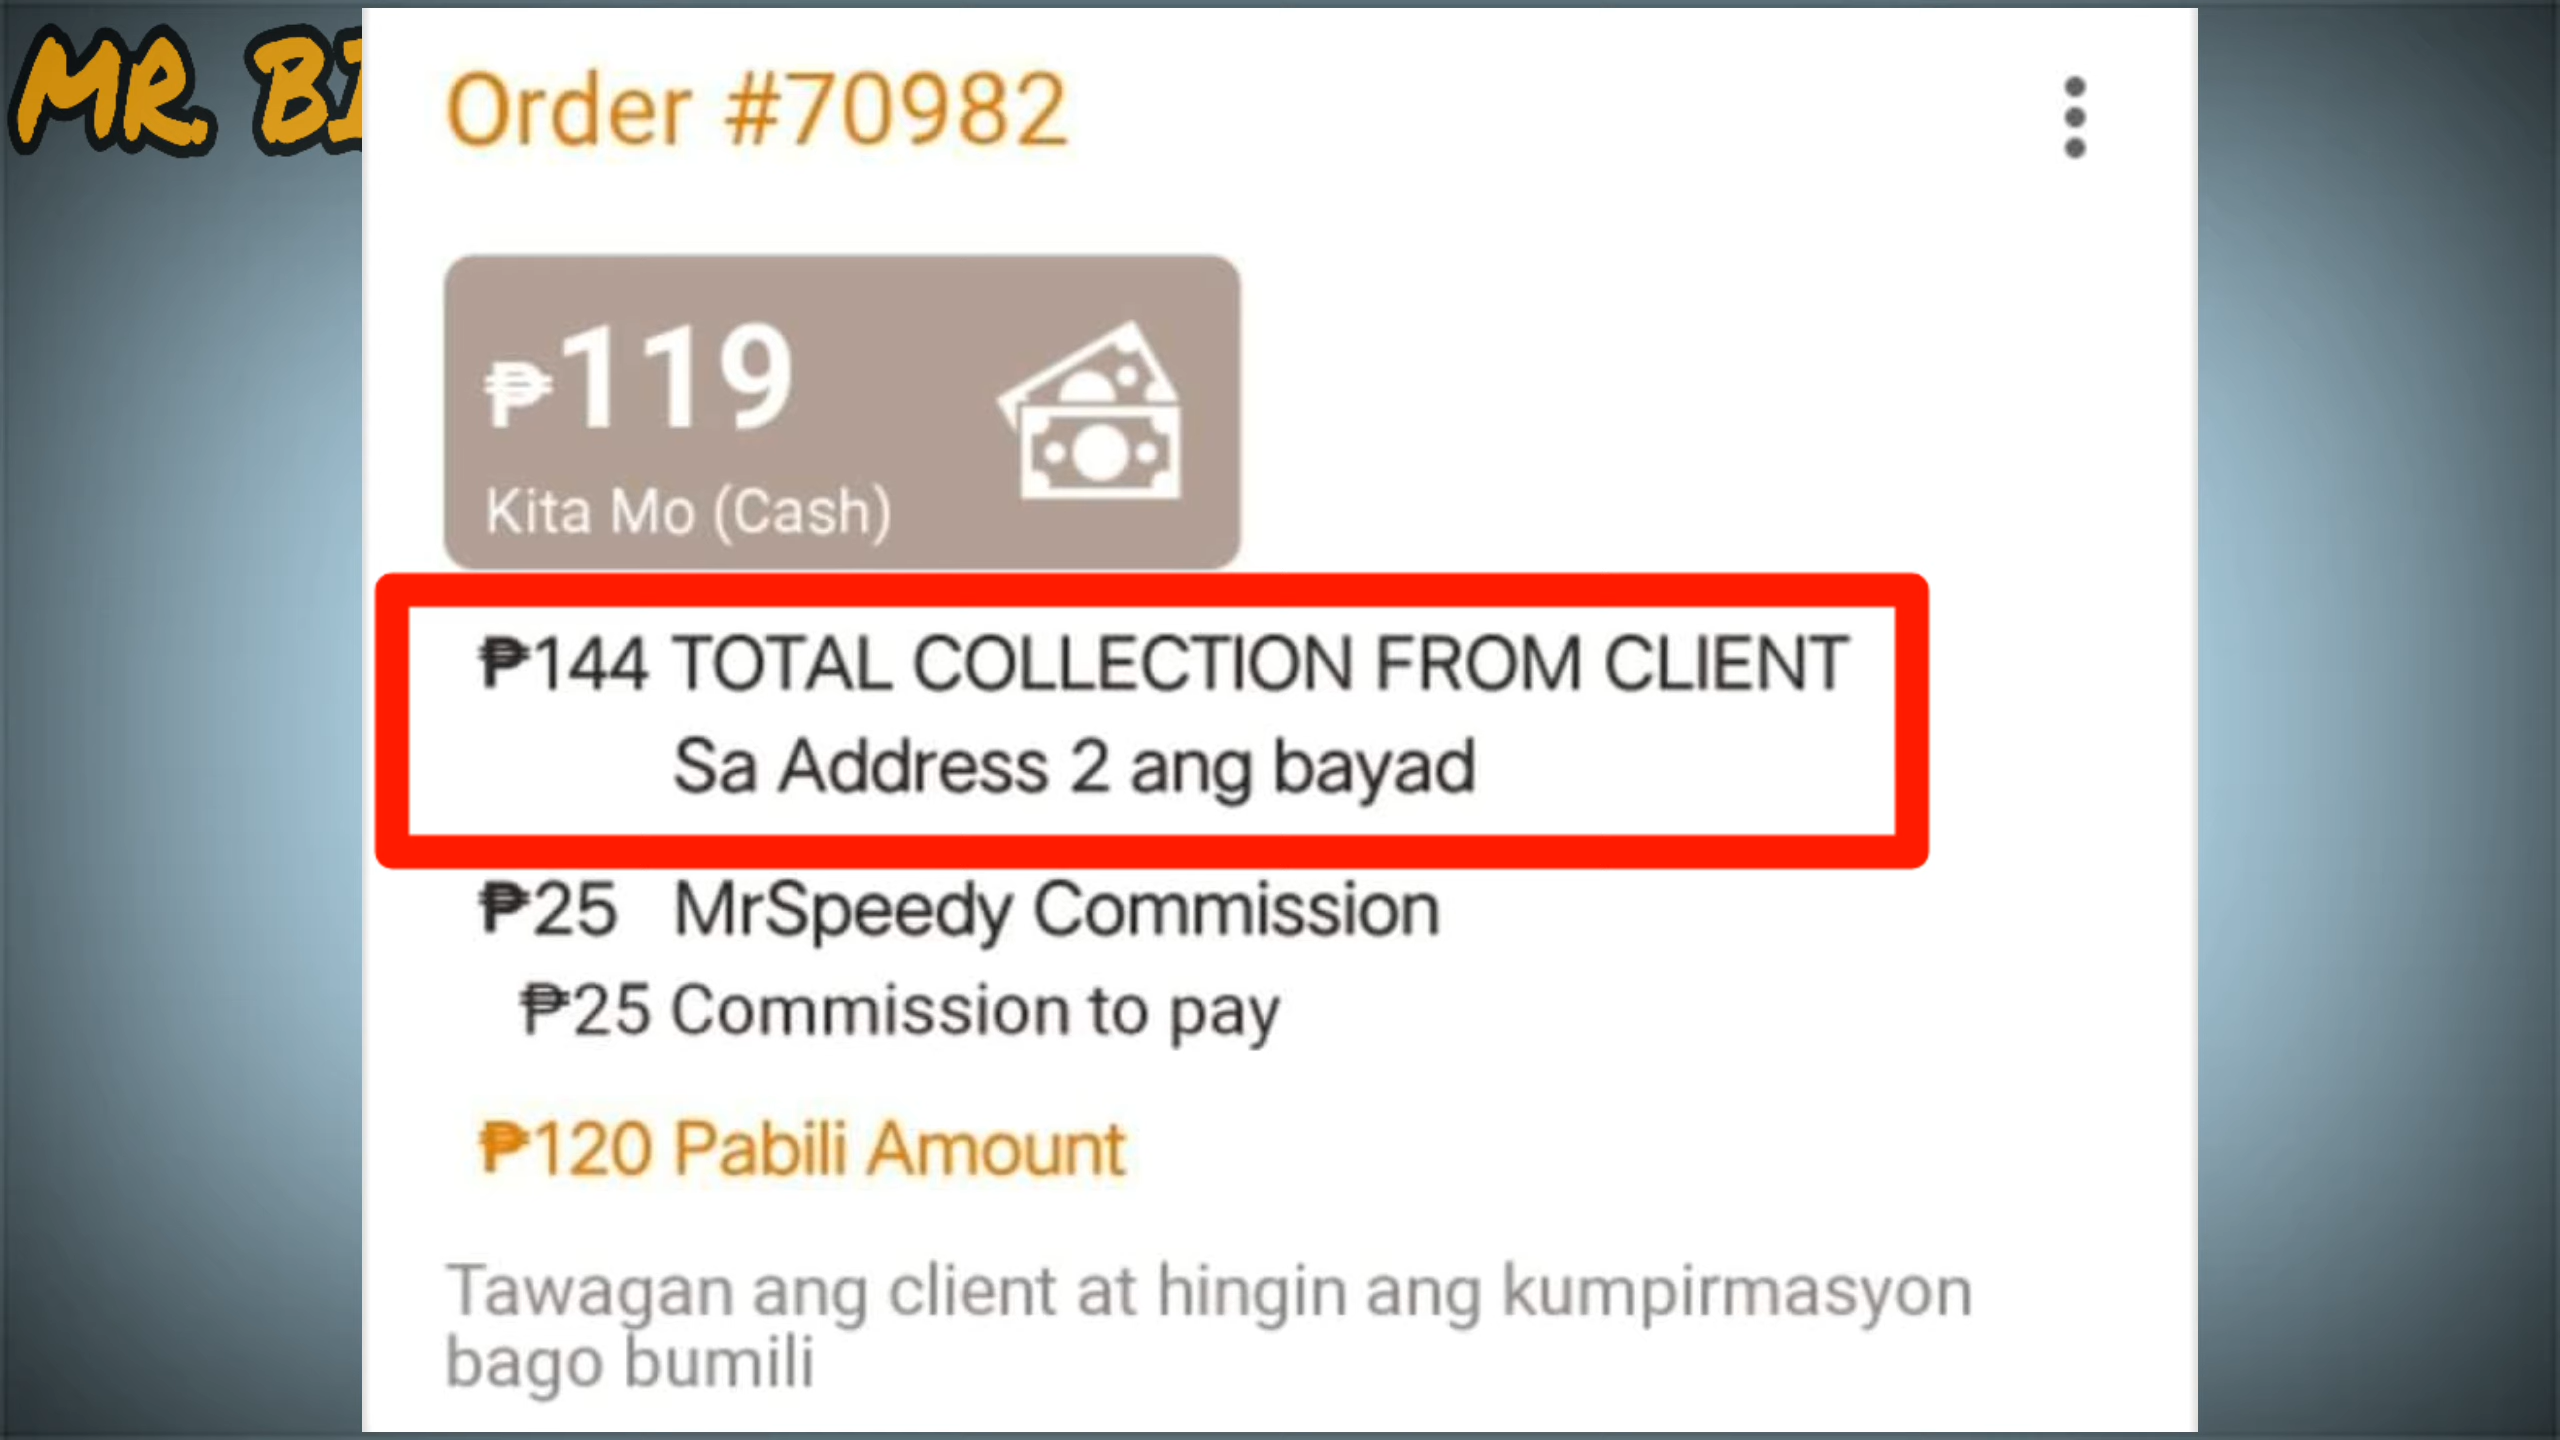 MR. BI
Order #70982
₱119
Kita Mo (Cash)
₱144 TOTAL COLLECTION FROM CLIENT
Sa Address 2 ang bayad
₱25 MrSpeedy Commission
₱25 Commission to pay
₱120 Pabili Amount
Tawagan ang client at hingin ang kumpirmasyon
bago bumili